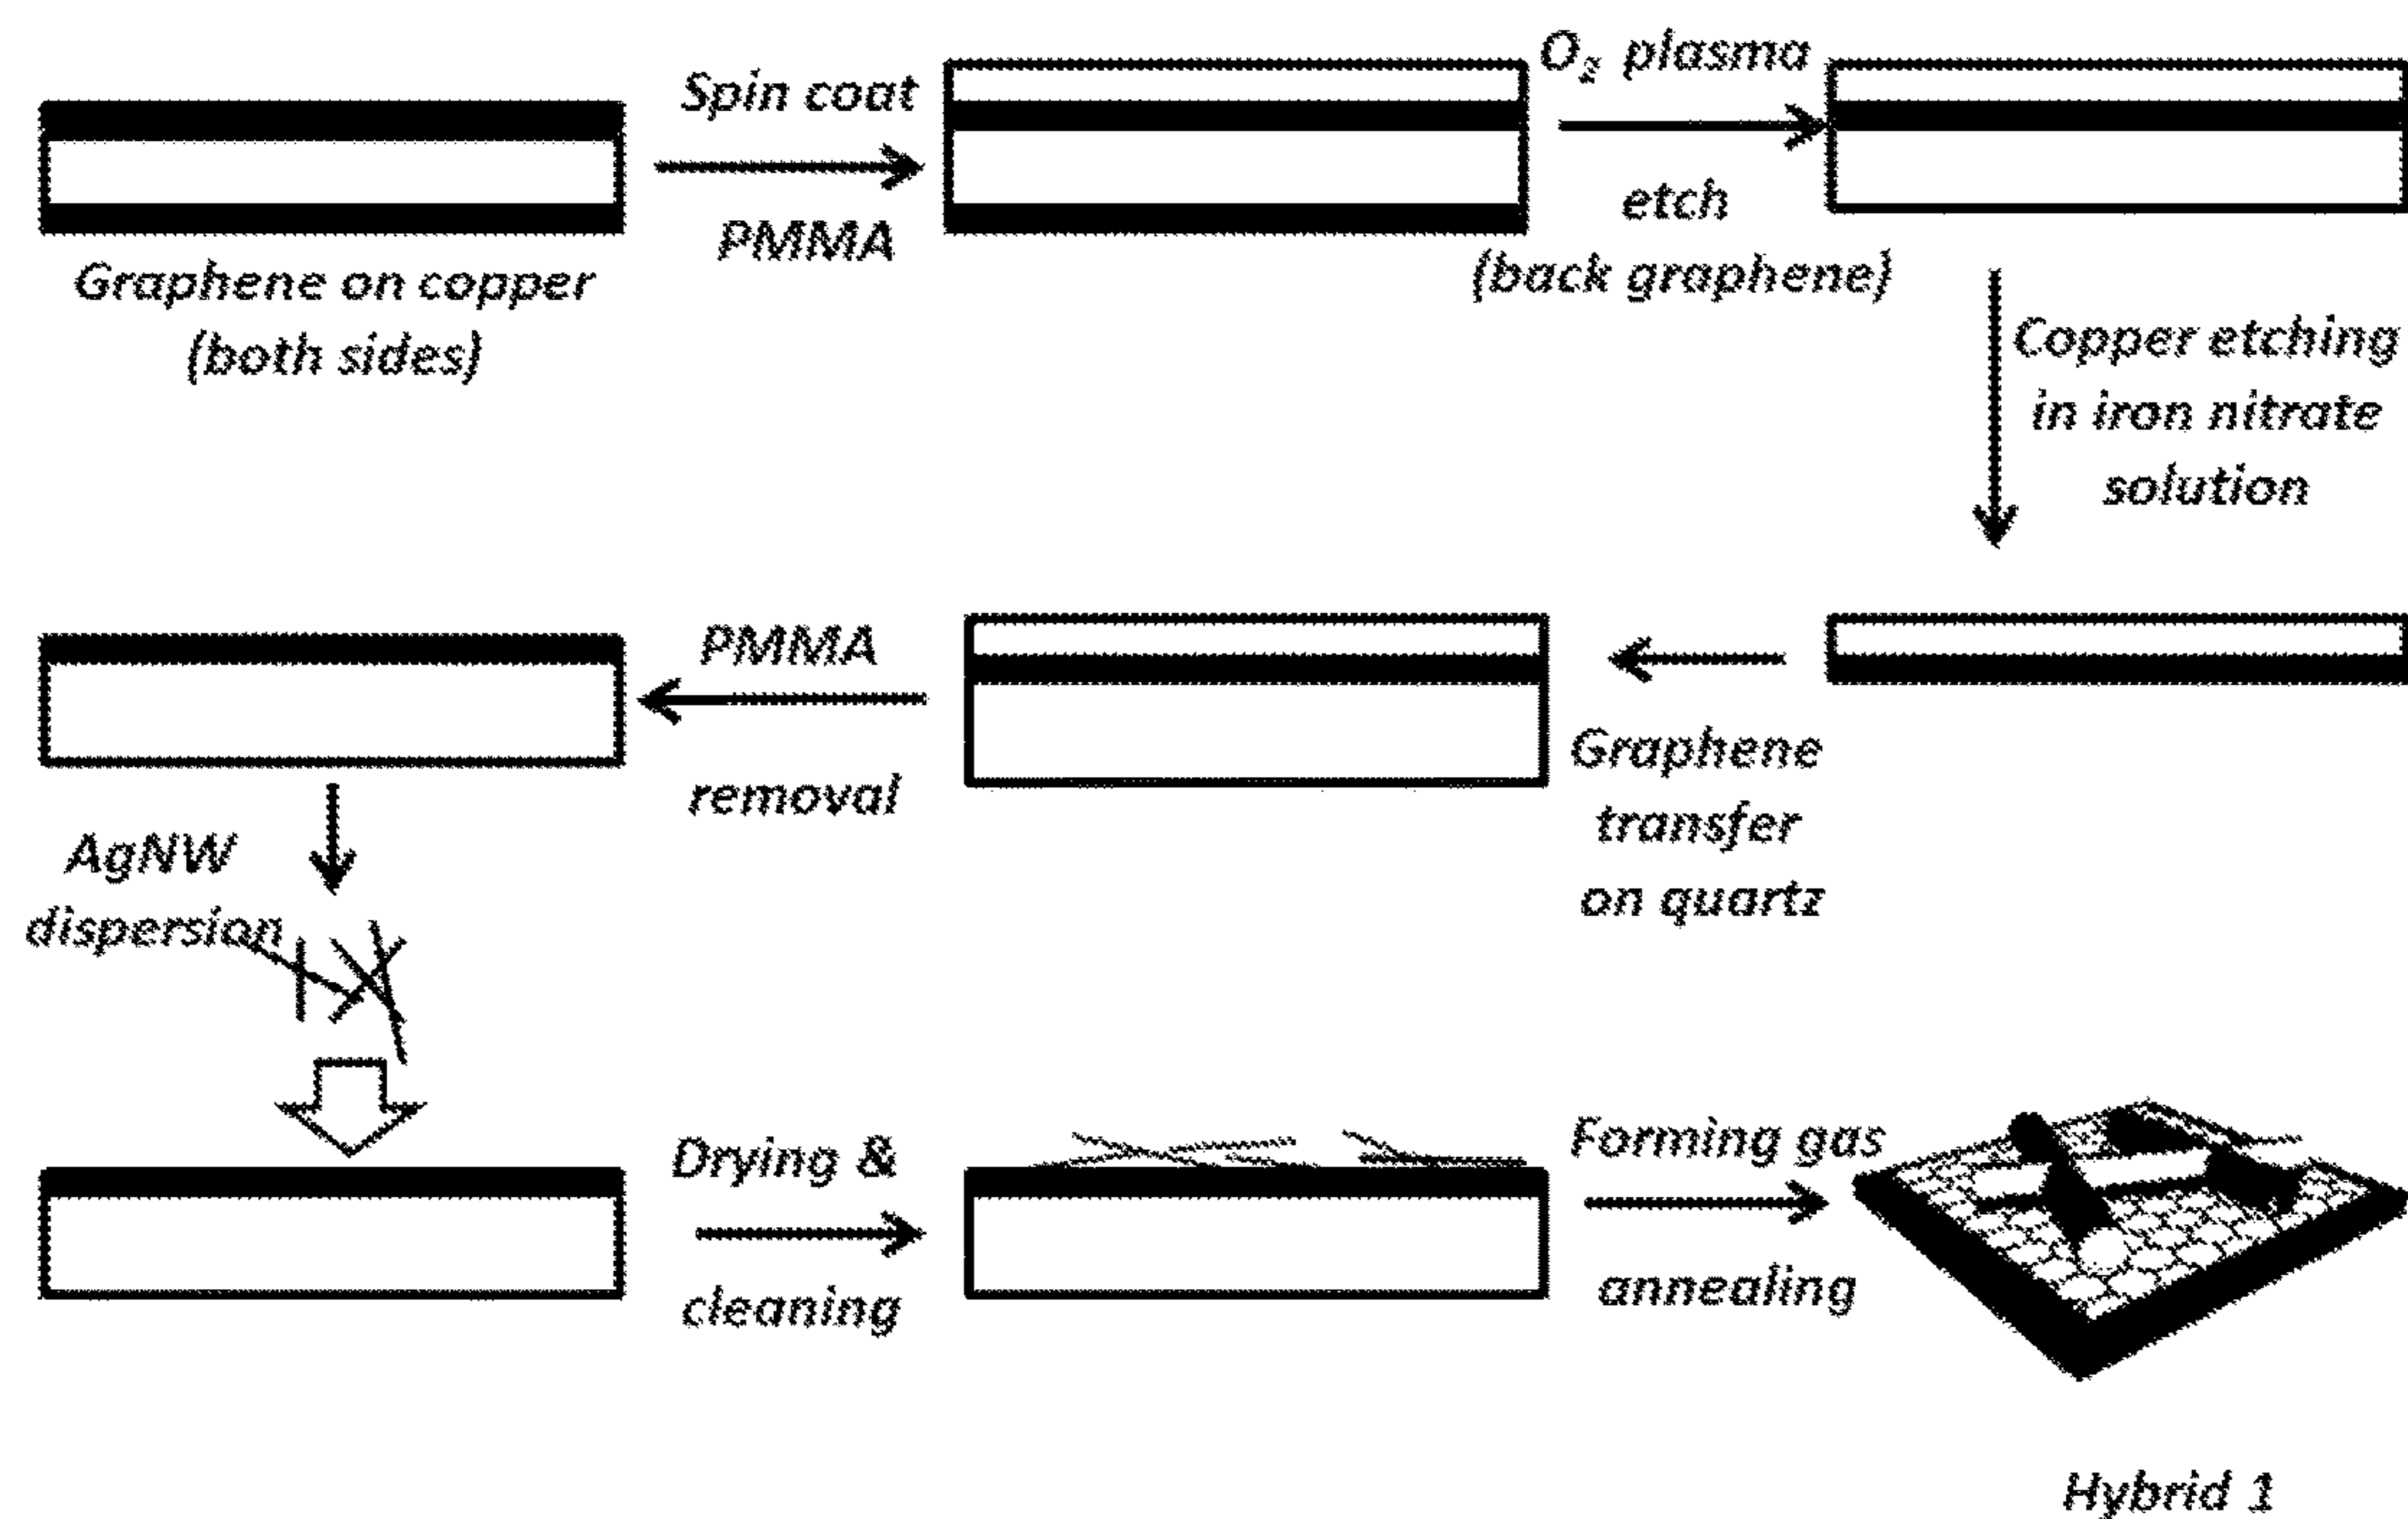 Spin coat
PMMA
O₂ plasma
etch
(back graphene)
Graphene on copper
(both sides)
Copper etching
in iron nitrate
solution
PMMA
removal
Graphene
transfer
on quartz
AgNW
dispersion
Drying &
cleaning
Forming gas
annealing
Hybrid 1